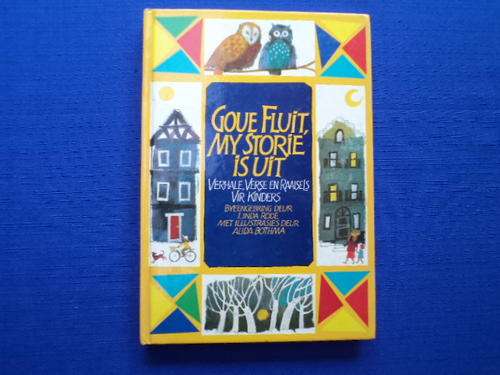 GOUE FLUIT,
MY STORIE
IS UIT
VERHALE, VERSE EN RAAISELS
VIR KINDERS
BYEENGEBRING DEUR
LINDA RODE
MET ILLUSTRASIES DEUR
ALIDA BOTHMA